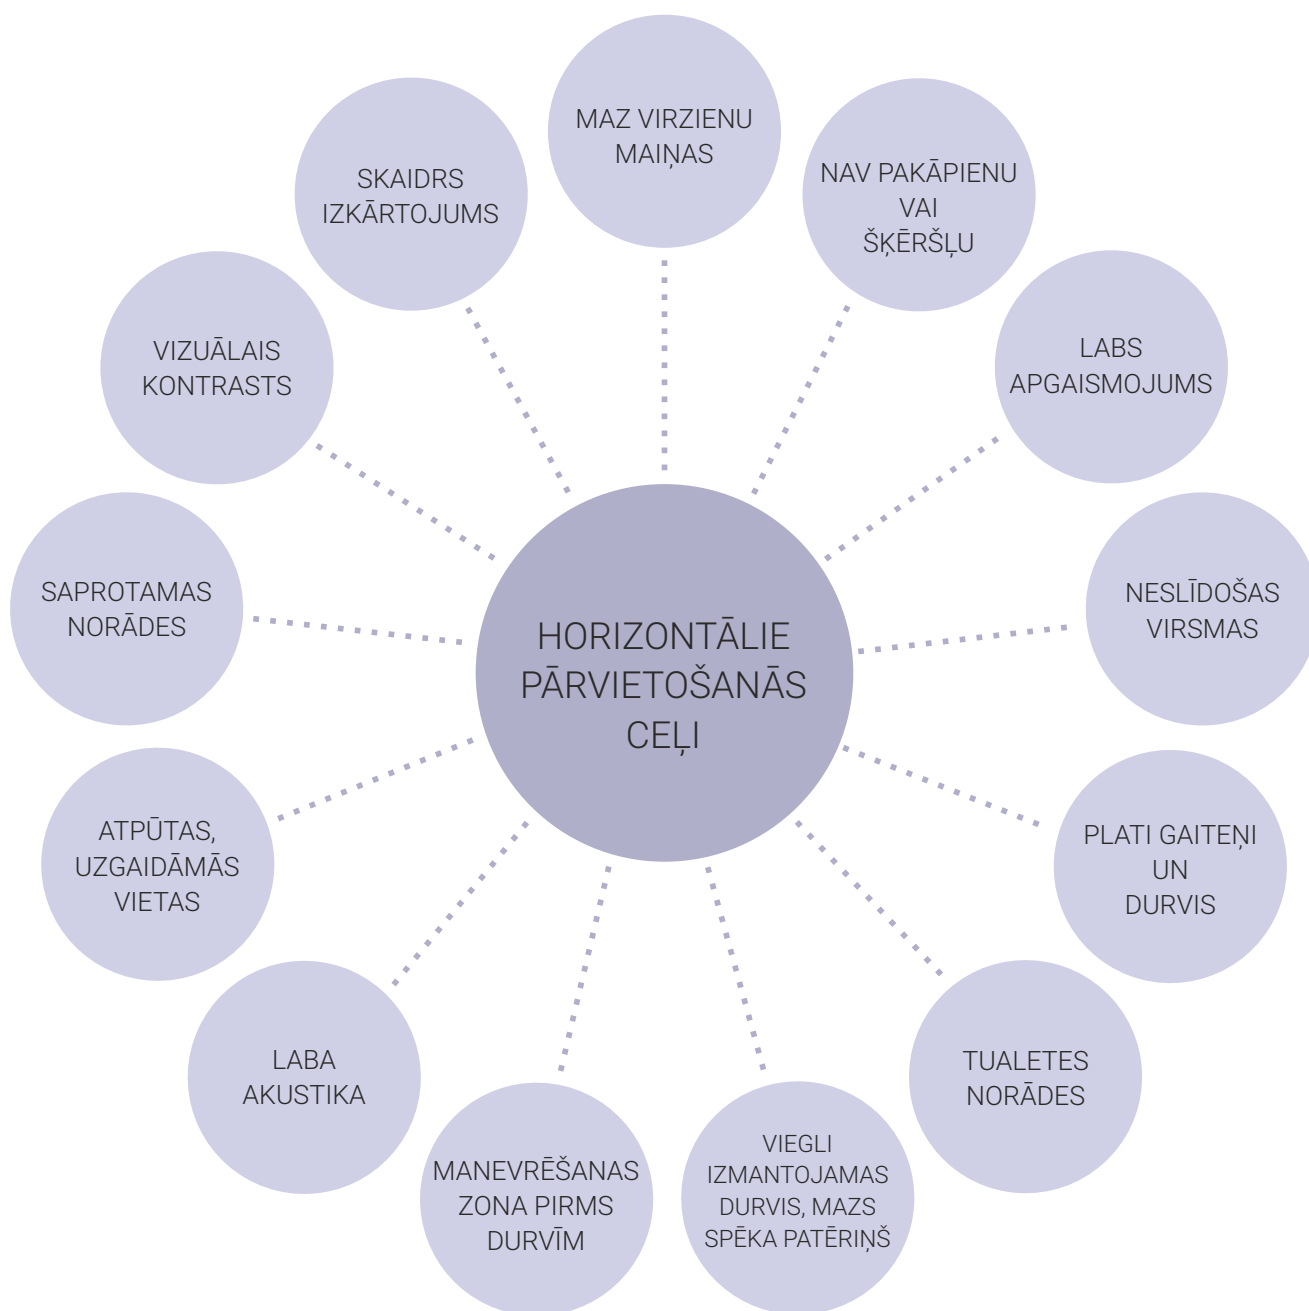 MAZ VIRZIENU
MAIŅAS
NAV PAKĀPIENU
VAI
ŠĶĒRŠĻU
LABS
APGAISMOJUMS
NESLĪDOŠAS
VIRSMAS
PLATI GAITEŅI
UN
DURVIS
TUALETES
NORĀDES
VIEGLI
IZMANTOJAMAS
DURVIS, MAZS
SPĒKA PATĒRIŅŠ
MANEVRĒŠANAS
ZONA PIRMS
DURVĪM
LABA
AKUSTIKA
ATPŪTAS,
UZGAIDĀMĀS
VIETAS
SAPROTAMAS
NORĀDES
VIZUĀLAIS
KONTRASTS
SKAIDRS
IZKĀRTOJUMS
HORIZONTĀLIE
PĀRVIETOŠANĀS
CEĻI